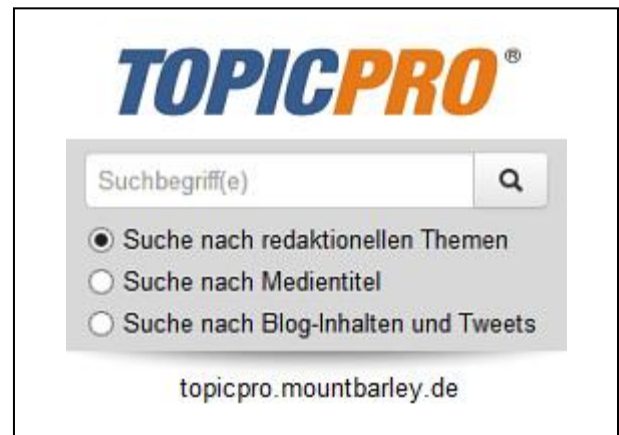 TOPICPRO®
Suchbegriff(e)
Suche nach redaktionellen Themen
Suche nach Medientitel
Suche nach Blog-Inhalten und Tweets
topicpro.mountbarley.de